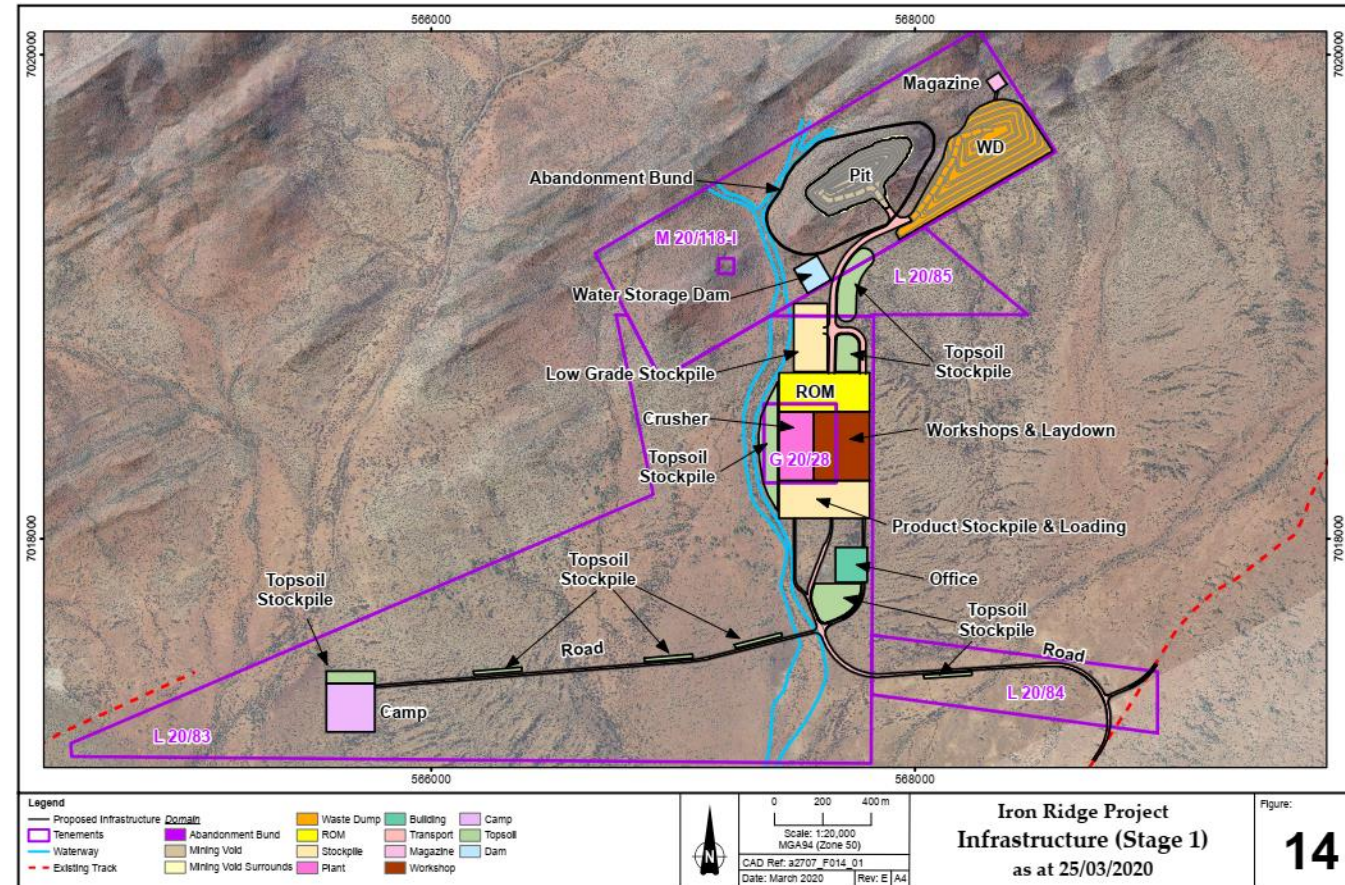 566000
568000
7020000
7020000
Magazine
WD
Abandonment Bund
Pit
M 20/118-I
L 20/85
Water Storage Dam
Topsoil
Stockpile
Low Grade Stockpile
ROM
Crusher
Workshops & Laydown
Topsoil
Stockpile
G 20/28
Product Stockpile & Loading
7018000
7018000
Office
Topsoil
Stockpile
Topsoil
Stockpile
Topsoil
Stockpile
Road
Road
Camp
L 20/84
L 20/83
566000
568000
Legend
Proposed Infrastructure
Tenements
Waterway
Existing Track
Domain
Abandonment Bund
Mining Void
Mining Void Surrounds
Waste Dump
ROM
Stockpile
Plant
Building
Transport
Magazine
Workshop
Camp
Topsoil
Dam
N
0 200 400 m
Scale: 1:20,000
MGA94 (Zone 50)
CAD Ref: a2707_F014_01
Date: March 2020 Rev: E A4
Iron Ridge Project
Infrastructure (Stage 1)
as at 25/03/2020
Figure:
14